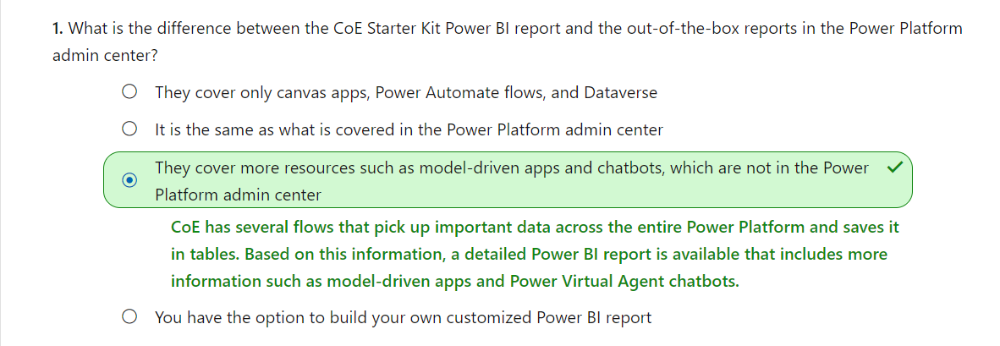 1. What is the difference between the CoE Starter Kit Power BI report and the out-of-the-box reports in the Power Platform
admin center?
They cover only canvas apps, Power Automate flows, and Dataverse
It is the same as what is covered in the Power Platform admin center
They cover more resources such as model-driven apps and chatbots, which are not in the Power
Platform admin center
CoE has several flows that pick up important data across the entire Power Platform and saves it
in tables. Based on this information, a detailed Power BI report is available that includes more
information such as model-driven apps and Power Virtual Agent chatbots.
You have the option to build your own customized Power BI report